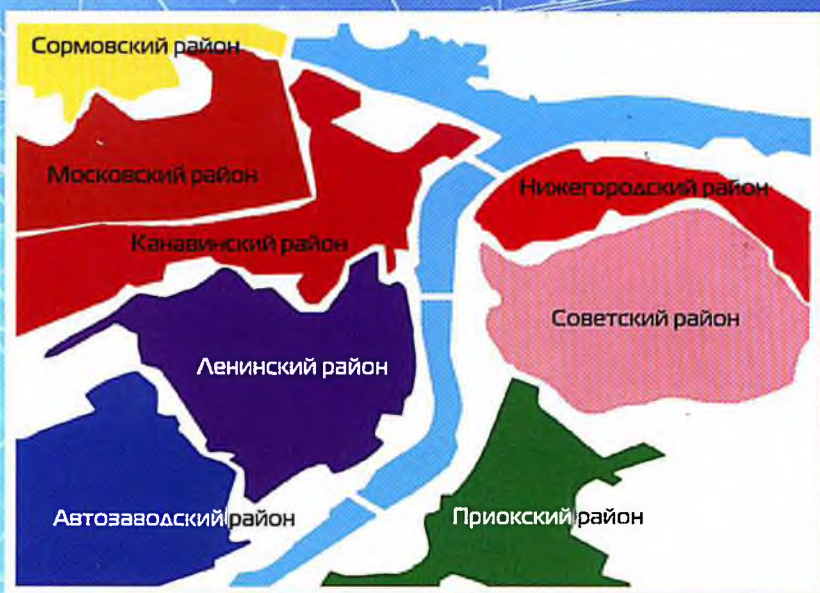 Сормовский район
Московский район
Нижегородский район
Канавинский район
Советский район
Ленинский район
Автозаводский район
Приокский район